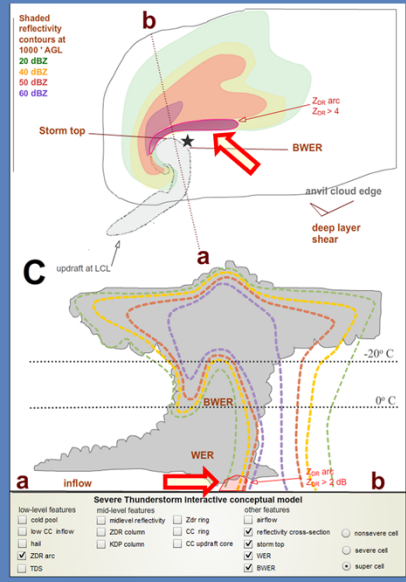 b
Shaded
reflectivity
contours at
1000 ' AGL
20 dBZ
40 dBZ
50 dBZ
60 dBZ
ZDR arc
ZDR > 4
Storm top
BWER
anvil cloud edge
deep layer
shear
updraft at LCL
a
C
-20° C
0° C
BWER
WER
ZDR arc
ZDR > 2 dB
a
inflow
b
Severe Thunderstorm interactive conceptual model
low-level features
mid-level features
other features
cold pool
midlevel reflectivity
Zdr ring
airflow
low CC inflow
ZDR column
CC ring
reflectivity cross-section
nonsevere cell
hail
KDP column
CC updraft core
storm top
severe cell
ZDR arc
WER
TDS
BWER
super cell